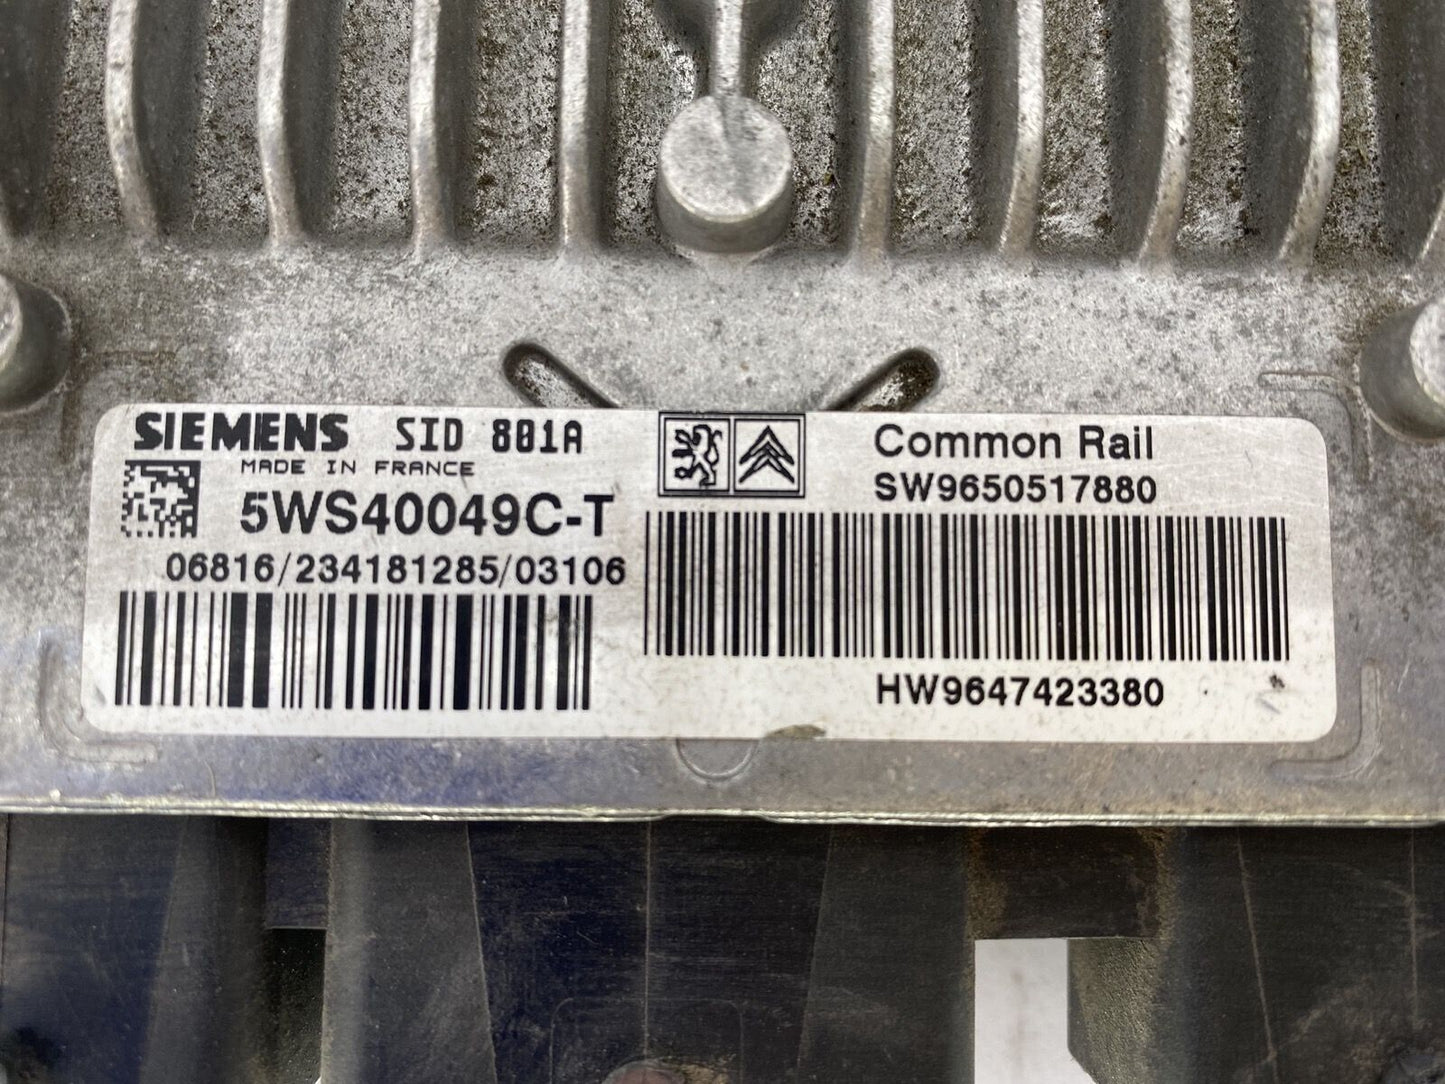 SIEMENS SID 801A
MADE IN FRANCE
5WS40049C-T
06816/234181285/03106
Common Rail
SW9650517880
HW9647423380